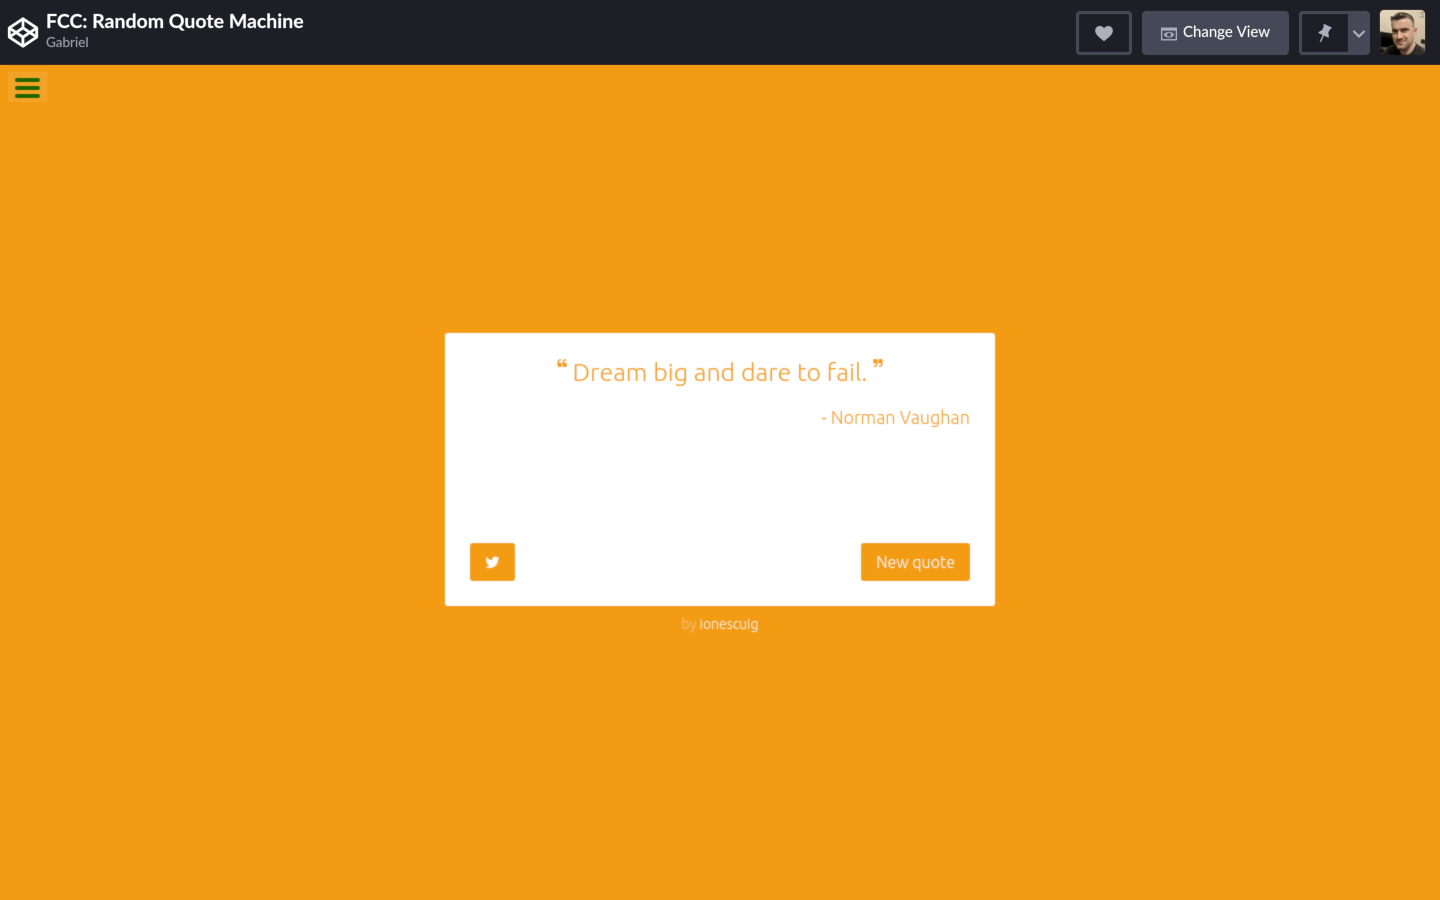 FCC: Random Quote Machine
Gabriel
Change View
❝ Dream big and dare to fail. ❞
- Norman Vaughan
New quote
by ionescuig